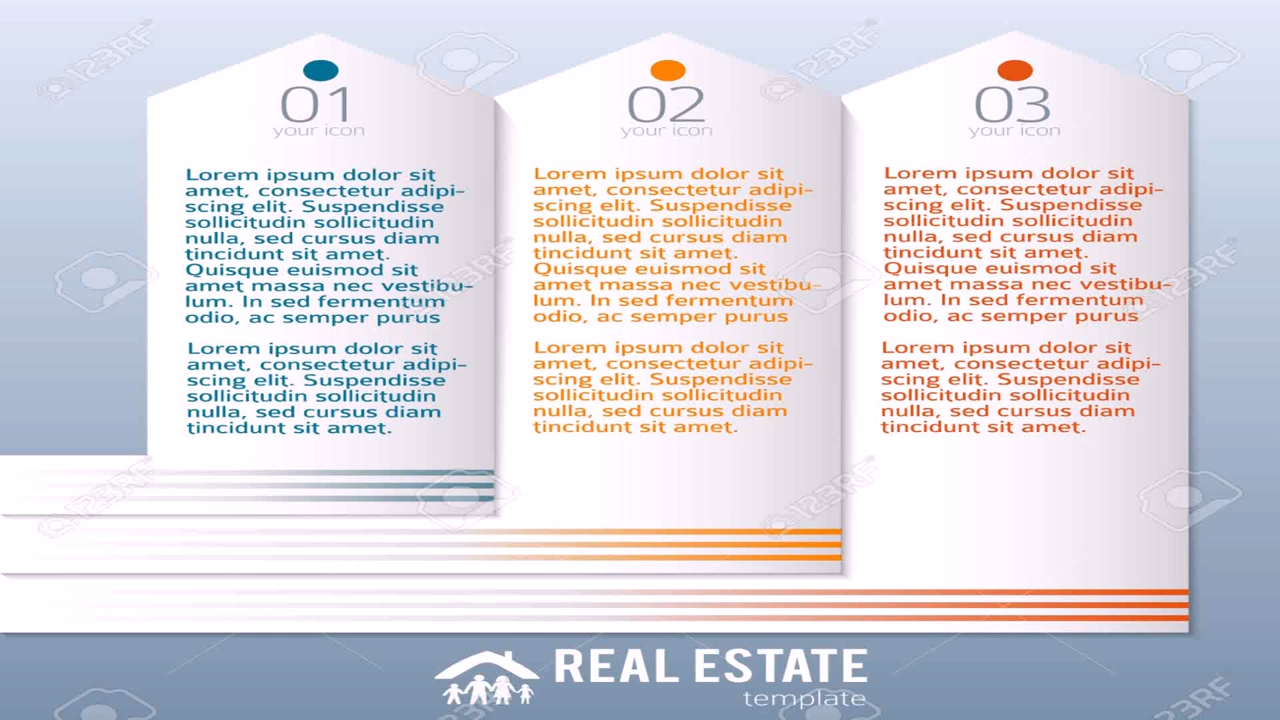 01
your icon
Lorem ipsum dolor sit
amet, consectetur adipi-
scing elit. Suspendisse
sollicitudin sollicitudin
nulla, sed cursus diam
tincidunt sit amet.
Quisque euismod sit
amet massa nec vestibu-
lum. In sed fermentum
odio, ac semper purus
Lorem ipsum dolor sit
amet, consectetur adipi-
scing elit. Suspendisse
sollicitudin sollicitudin
nulla, sed cursus diam
tincidunt sit amet.
02
your icon
Lorem ipsum dolor sit
amet, consectetur adipi-
scing elit. Suspendisse
sollicitudin sollicitudin
nulla, sed cursus diam
tincidunt sit amet.
Quisque euismod sit
amet massa nec vestibu-
lum. In sed fermentum
odio, ac semper purus
Lorem ipsum dolor sit
amet, consectetur adipi-
scing elit. Suspendisse
sollicitudin sollicitudin
nulla, sed cursus diam
tincidunt sit amet.
03
your icon
Lorem ipsum dolor sit
amet, consectetur adipi-
scing elit. Suspendisse
sollicitudin sollicitudin
nulla, sed cursus diam
tincidunt sit amet.
Quisque euismod sit
amet massa nec vestibu-
lum. In sed fermentum
odio, ac semper purus
Lorem ipsum dolor sit
amet, consectetur adipi-
scing elit. Suspendisse
sollicitudin sollicitudin
nulla, sed cursus diam
tincidunt sit amet.
REAL ESTATE
template
123RF
123RF
123RF
123RF
123RF
123RF
123RF
123RF